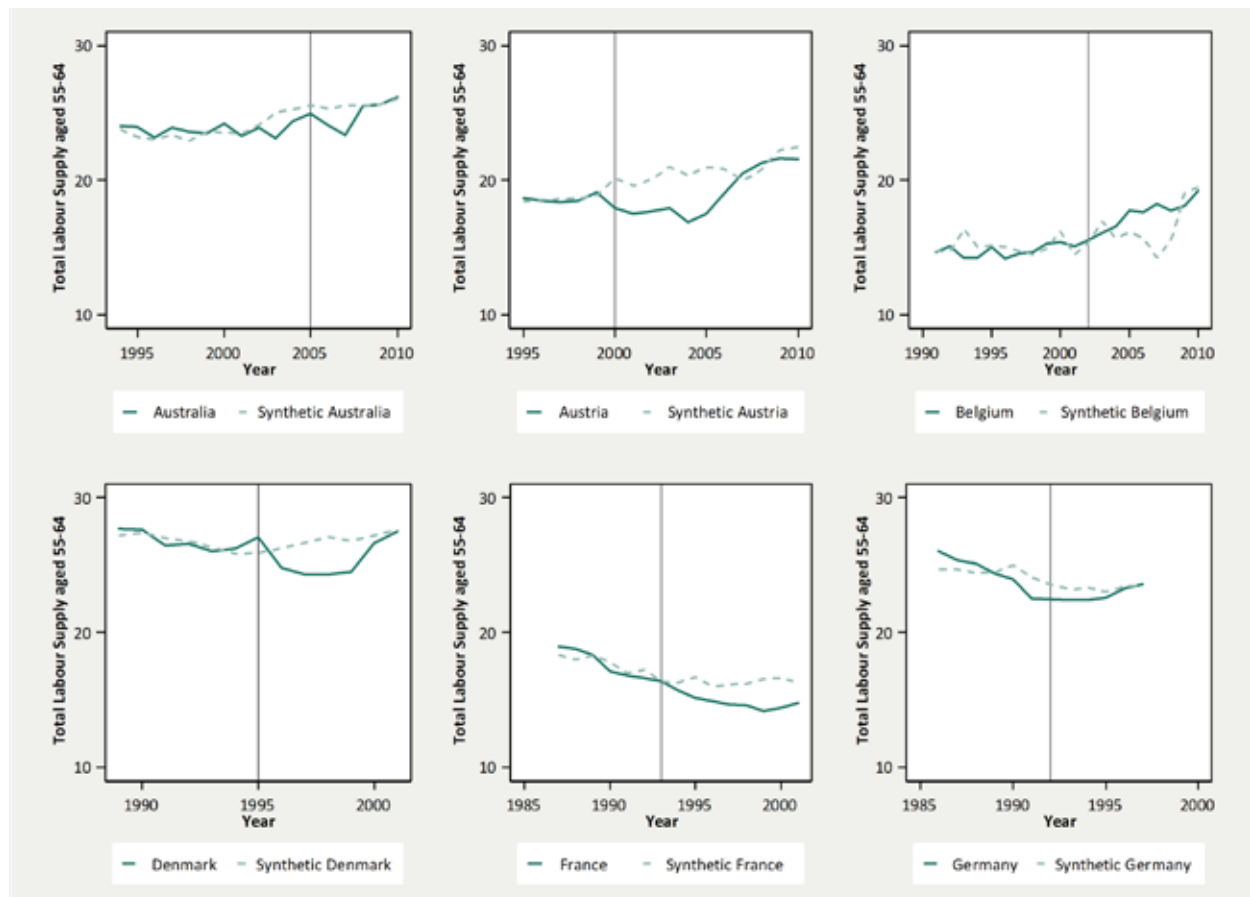 Total Labour Supply aged 55-64
30
20
10
1995 2000 2005 2010
Year
Australia Synthetic Australia
Total Labour Supply aged 55-64
30
20
10
1995 2000 2005 2010
Year
Austria Synthetic Austria
Total Labour Supply aged 55-64
30
20
10
1990 1995 2000 2005 2010
Year
Belgium Synthetic Belgium
Total Labour Supply aged 55-64
30
20
10
1990 1995 2000
Year
Denmark Synthetic Denmark
Total Labour Supply aged 55-64
30
20
10
1985 1990 1995 2000
Year
France Synthetic France
Total Labour Supply aged 55-64
30
20
10
1985 1990 1995 2000
Year
Germany Synthetic Germany